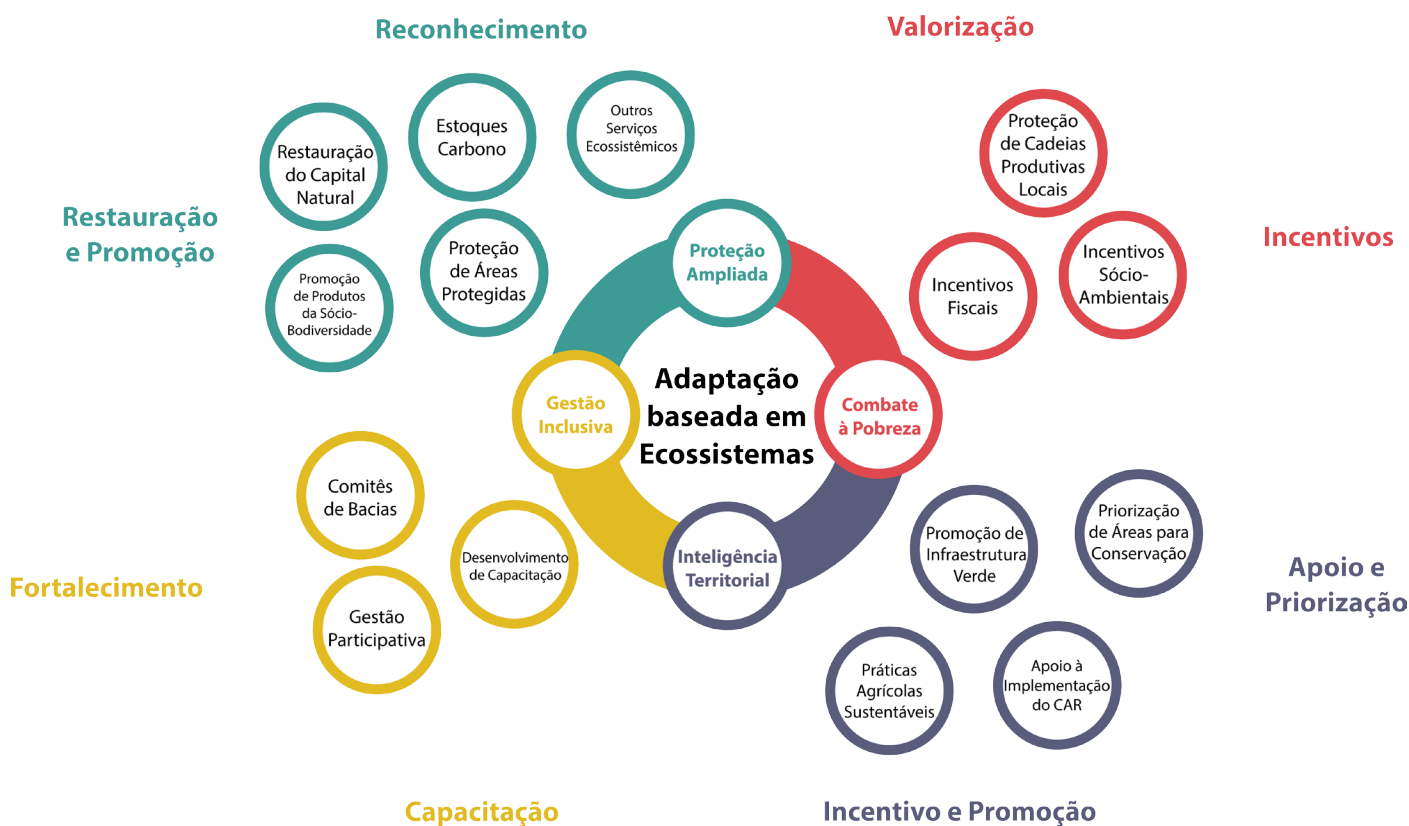 Reconhecimento
Valorização
Restauração
e Promoção
Restauração
do Capital
Natural
Estoques
Carbono
Outros
Serviços
Ecossistêmicos
Promoção
de Produtos
da Sócio-
Bodiversidade
Proteção
de Áreas
Protegidas
Proteção
de Cadeias
Produtivas
Locais
Incentivos
Fiscais
Incentivos
Sócio-
Ambientais
Incentivos
Proteção
Ampliada
Gestão
Inclusiva
Adaptação
baseada em
Ecossistemas
Combate
à Pobreza
Inteligência
Territorial
Comitês
de Bacias
Desenvolvimento
de Capacitação
Gestão
Participativa
Fortalecimento
Capacitação
Promoção de
Infraestrutura
Verde
Priorização
de Áreas para
Conservação
Práticas
Agrícolas
Sustentáveis
Apoio à
Implementação
do CAR
Apoio e
Priorização
Incentivo e Promoção